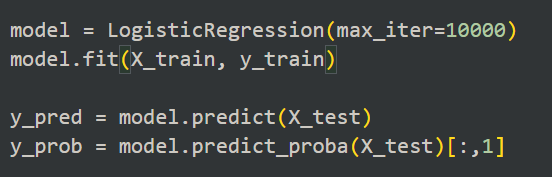 model = LogisticRegression(max_iter=10000)
model.fit(X_train, y_train)
y_pred = model.predict(X_test)
y_prob = model.predict_proba(X_test)[:,1]